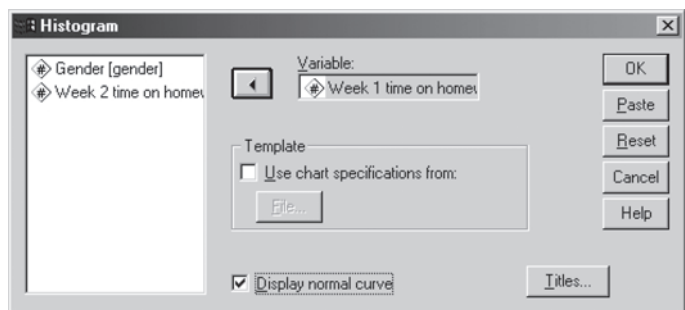 Histogram
Gender [gender]
Week 2 time on homew
Variable:
Week 1 time on homew
Template
Use chart specifications from:
File...
Display normal curve
Titles...
OK
Paste
Reset
Cancel
Help